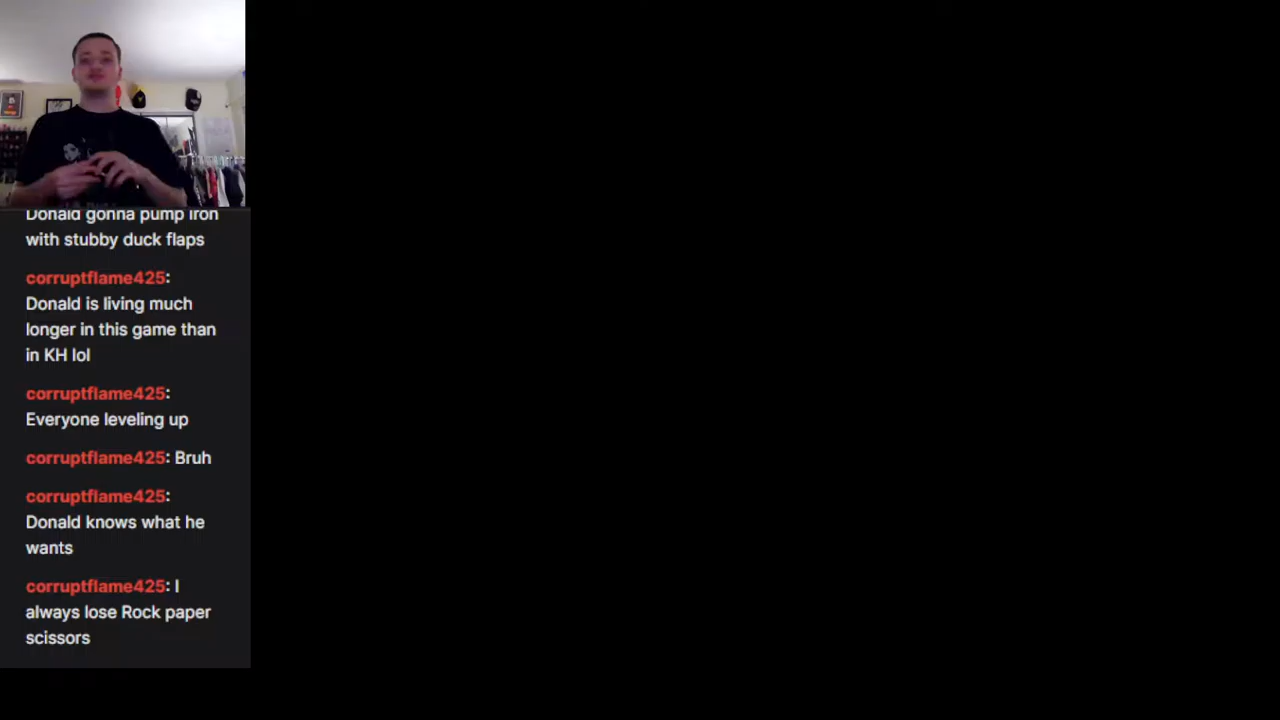 Donald gonna pump iron
with stubby duck flaps
corruptflame425:
Donald is living much
longer in this game than
in KH lol
corruptflame425:
Everyone leveling up
corruptflame425: Bruh
corruptflame425:
Donald knows what he
wants
corruptflame425: I
always lose Rock paper
scissors